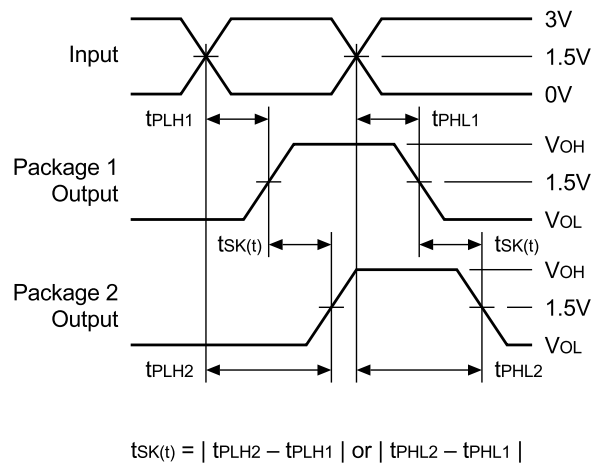 Input
3V
1.5V
0V
tPLH1
tPHL1
Package 1
Output
VOH
1.5V
VOL
tSK(t)
tSK(t)
Package 2
Output
VOH
1.5V
VOL
tPLH2
tPHL2
tSK(t) = | tPLH2 – tPLH1 | or | tPHL2 – tPHL1 |